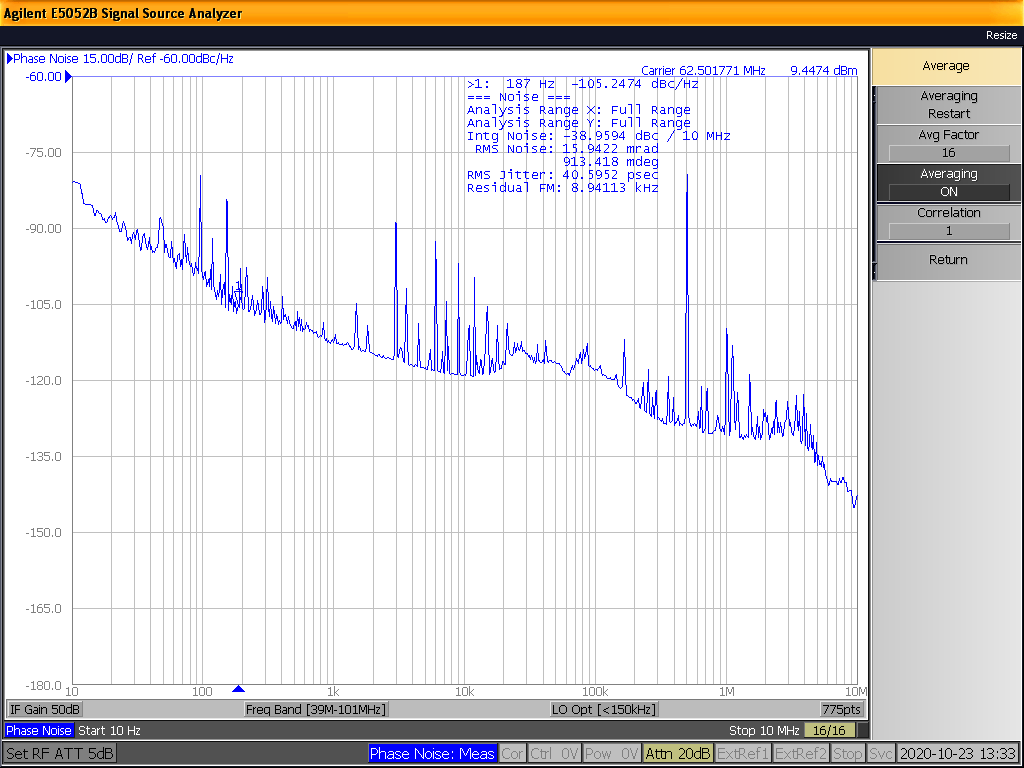 Agilent E5052B Signal Source Analyzer
Resize
Phase Noise 15.00dB/ Ref -60.00dBc/Hz
Carrier 62.501771 MHz 9.4474 dBm
>1: 187 Hz -105.2474 dBc/Hz
=== Noise ===
Analysis Range X: Full Range
Analysis Range Y: Full Range
Intg Noise: -38.9594 dBc / 10 MHz
RMS Noise: 15.9422 mrad
913.418 mdeg
RMS Jitter: 40.5952 psec
Residual FM: 8.94113 kHz
-60.00
-75.00
-90.00
-105.0
-120.0
-135.0
-150.0
-165.0
-180.0
1
10 100 1k 10k 100k 1M 10M
IF Gain 50dB Freq Band [39M-101MHz] LO Opt [<150kHz] 775pts
Phase Noise Start 10 Hz Stop 10 MHz 16/16
Set RF ATT 5dB Phase Noise: Meas Cor Ctrl 0V Pow 0V Attn 20dB ExtRef1 ExtRef2 Stop Svc 2020-10-23 13:33
Average
Averaging
Restart
Avg Factor
16
Averaging
ON
Correlation
1
Return